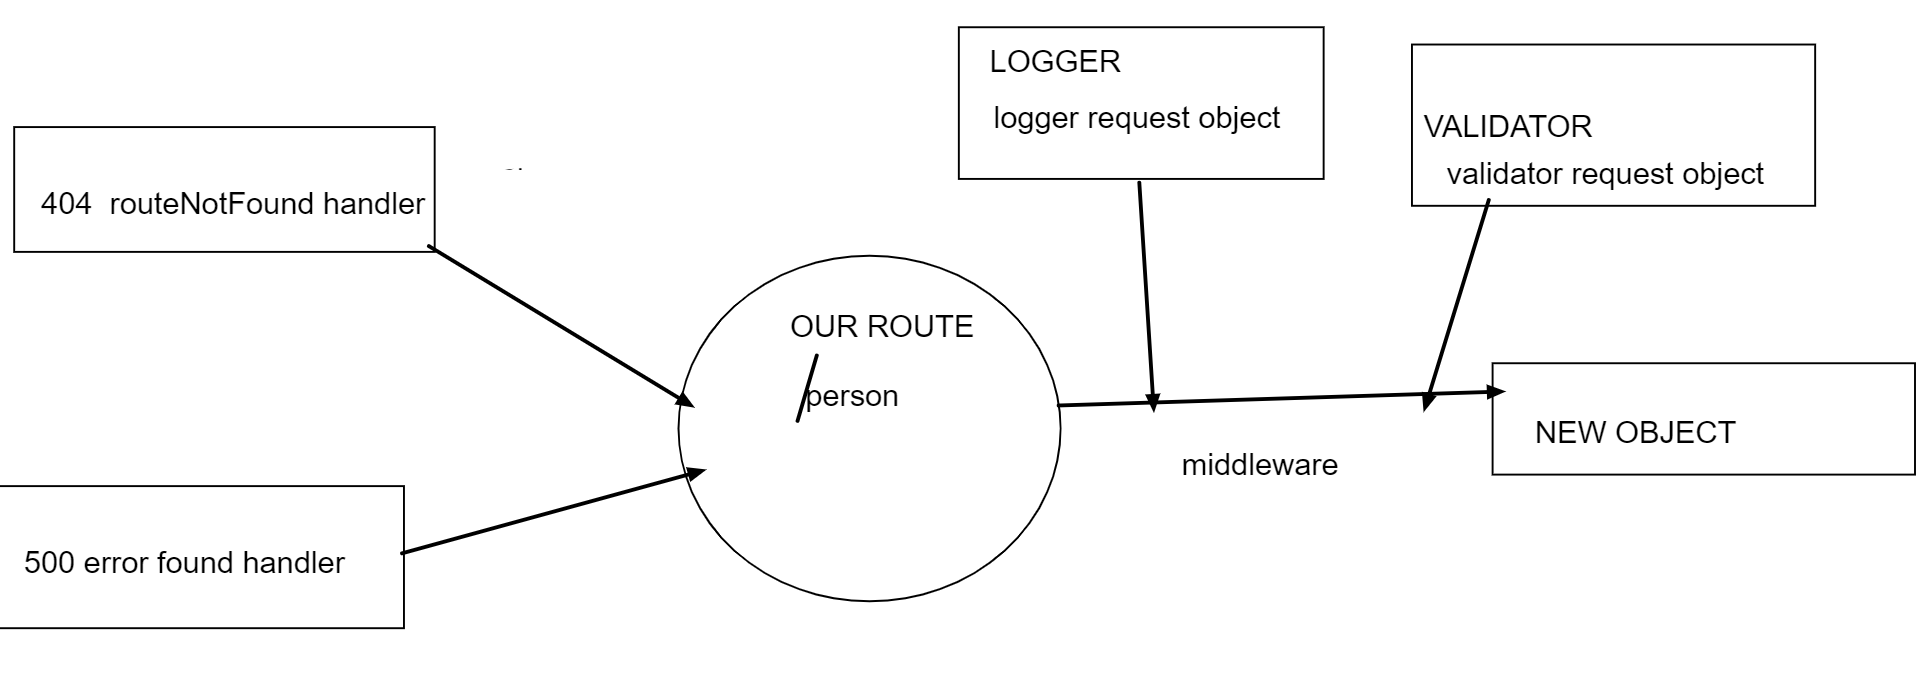 LOGGER
logger request object
VALIDATOR
validator request object
404 routeNotFound handler
OUR ROUTE
/person
NEW OBJECT
middleware
500 error found handler